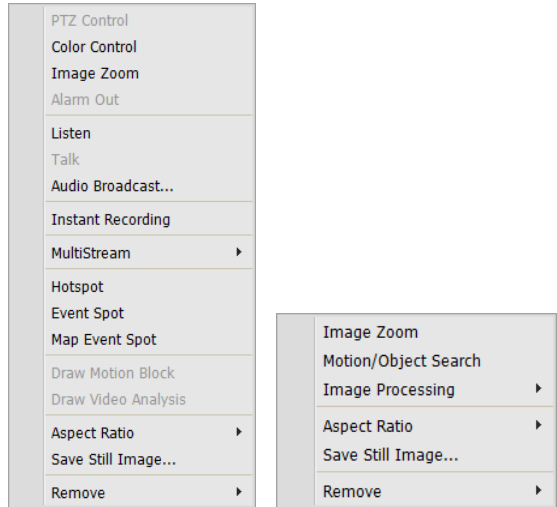 PTZ Control
Color Control
Image Zoom
Alarm Out
Listen
Talk
Audio Broadcast...
Instant Recording
MultiStream
Hotspot
Event Spot
Map Event Spot
Draw Motion Block
Draw Video Analysis
Aspect Ratio
Save Still Image...
Remove
Image Zoom
Motion/Object Search
Image Processing
Aspect Ratio
Save Still Image...
Remove